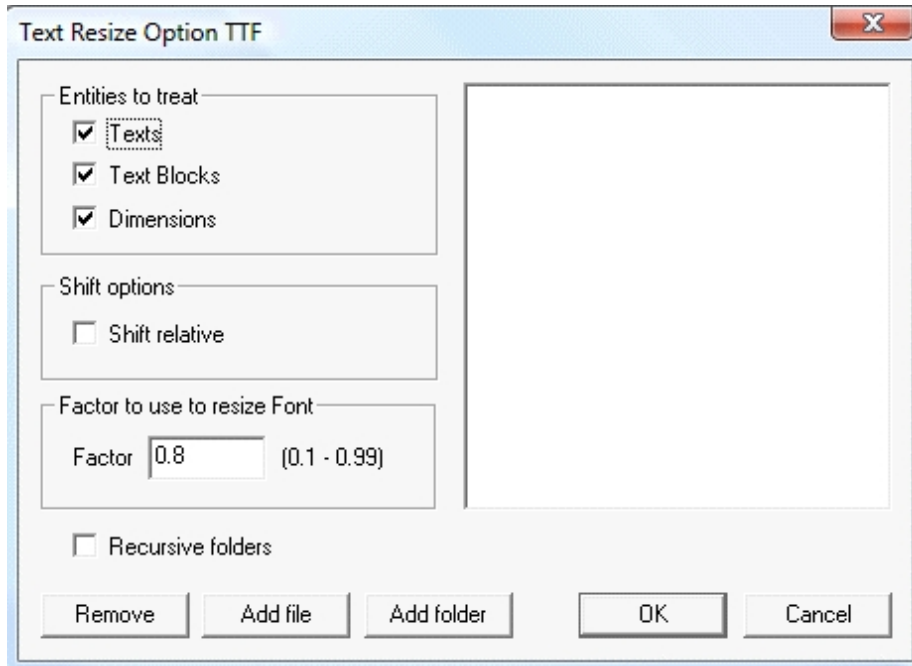 Text Resize Option TTF
Entities to treat
Texts
Text Blocks
Dimensions
Shift options
Shift relative
Factor to use to resize Font
Factor 0.8 (0.1 - 0.99)
Recursive folders
Remove Add file Add folder OK Cancel